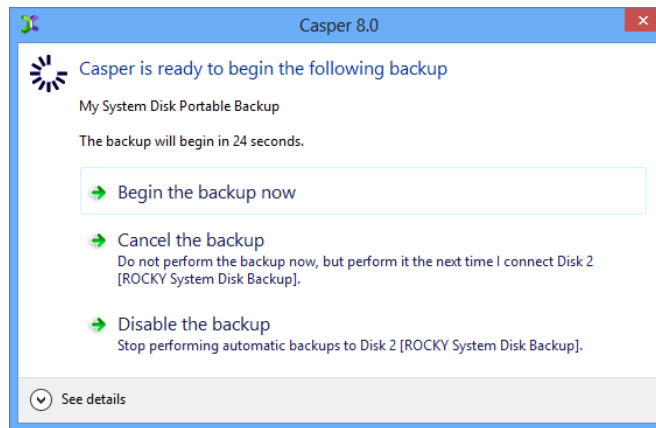 Casper 8.0
Casper is ready to begin the following backup
My System Disk Portable Backup
The backup will begin in 24 seconds.
Begin the backup now
Cancel the backup
Do not perform the backup now, but perform it the next time I connect Disk 2
[ROCKY System Disk Backup].
Disable the backup
Stop performing automatic backups to Disk 2 [ROCKY System Disk Backup].
See details